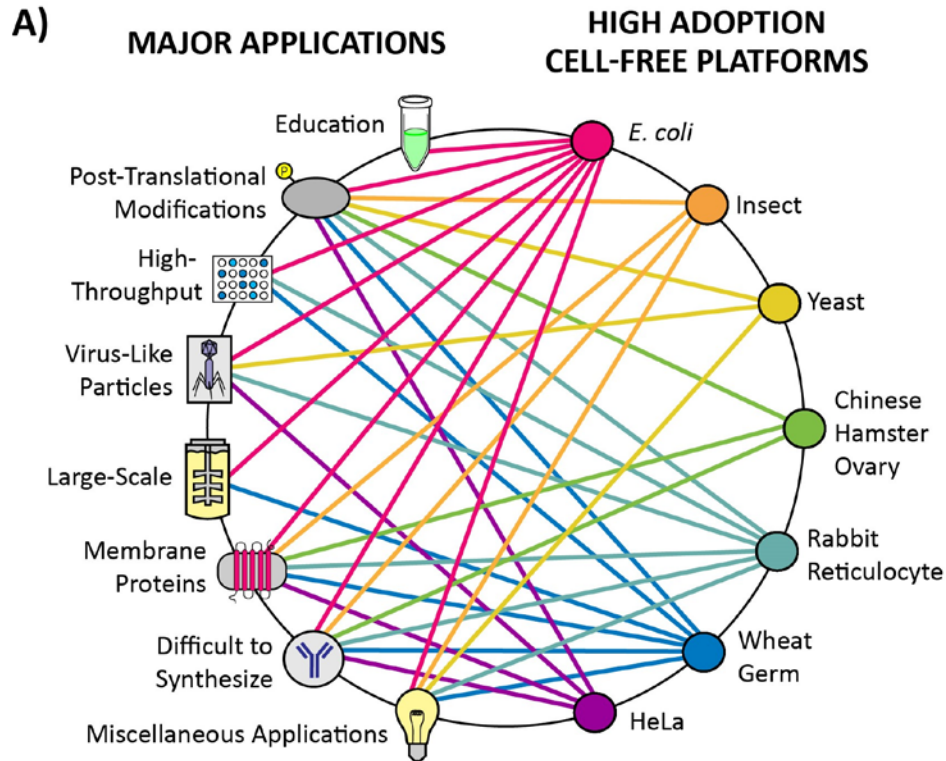 A)
MAJOR APPLICATIONS
HIGH ADOPTION
CELL-FREE PLATFORMS
Education
P
Post-Translational
Modifications
High-
Throughput
Virus-Like
Particles
Large-Scale
Membrane
Proteins
Difficult to
Synthesize
Miscellaneous Applications
E. coli
Insect
Yeast
Chinese
Hamster
Ovary
Rabbit
Reticulocyte
Wheat
Germ
HeLa